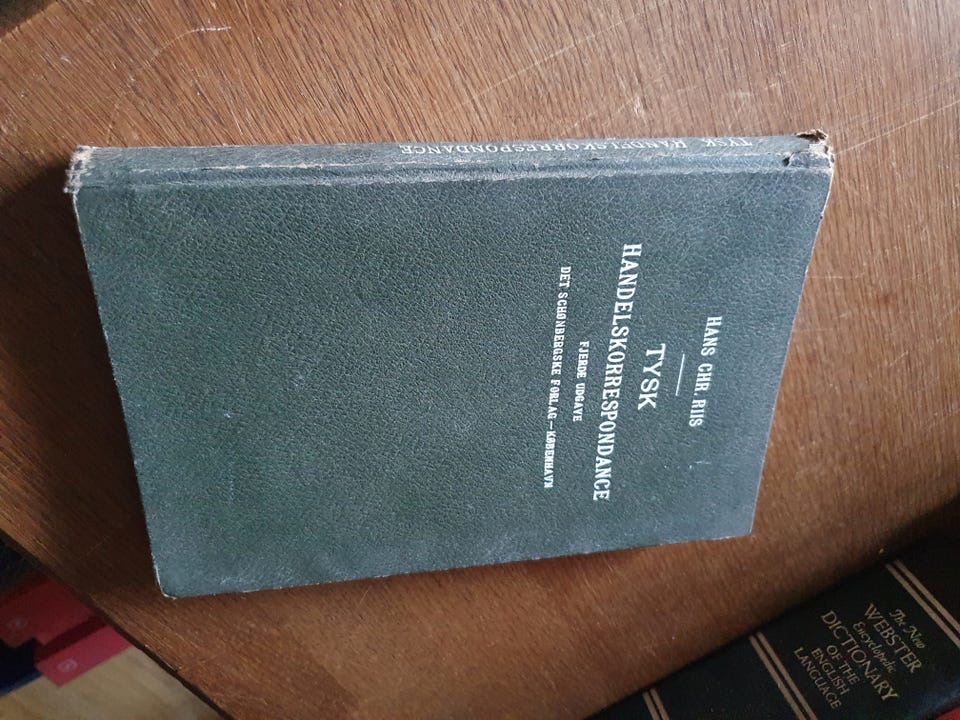 HANS CHR. RIIS
TYSK
HANDELSKORRESPONDANCE
FJERDE UDGAVE
DET SCHØNBERGSKE FORLAG — KØBENHAVN
TYSK HANDELSKORRESPONDANCE
The New
WEBSTER
Encyclopedic
DICTIONARY
OF THE
ENGLISH
LANGUAGE